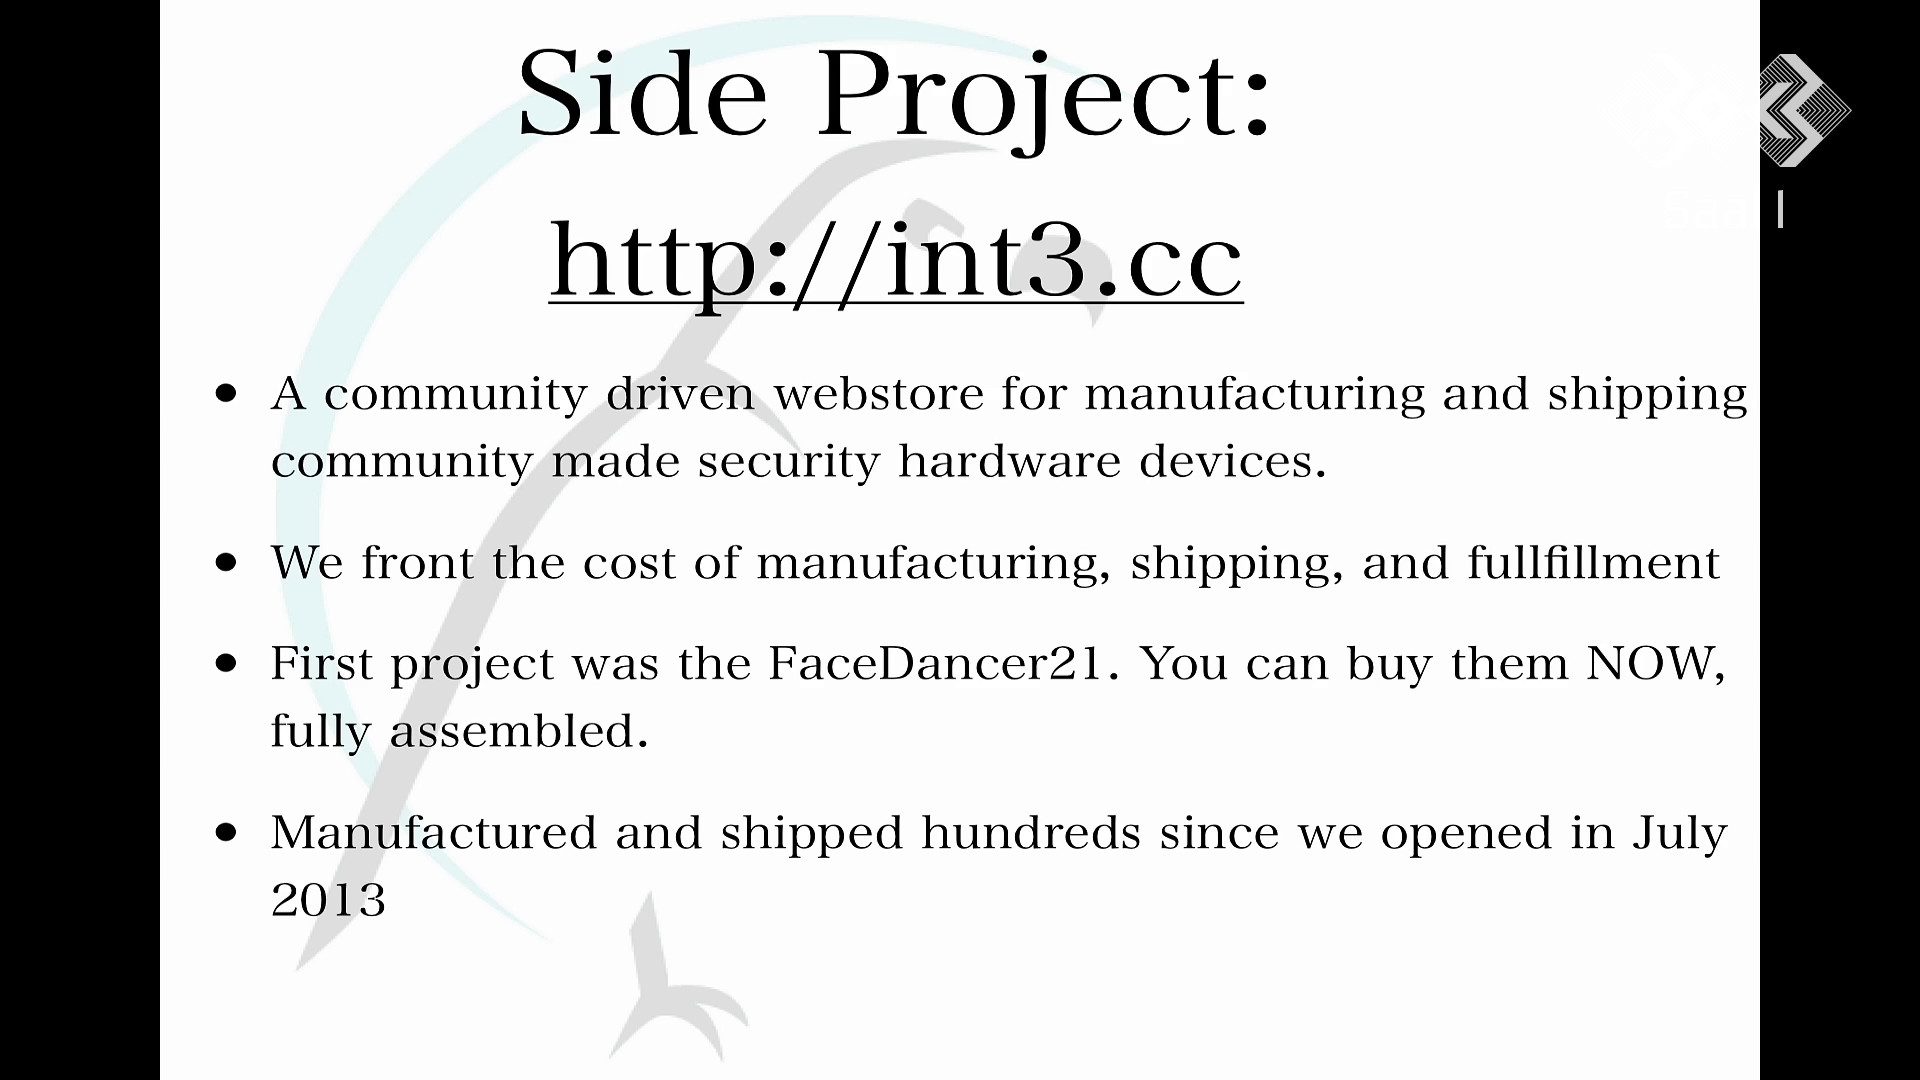 Side Project:
http://int3.cc
Saal 1
• A community driven webstore for manufacturing and shipping
community made security hardware devices.
• We front the cost of manufacturing, shipping, and fullfillment
• First project was the FaceDancer21. You can buy them NOW,
fully assembled.
• Manufactured and shipped hundreds since we opened in July
2013